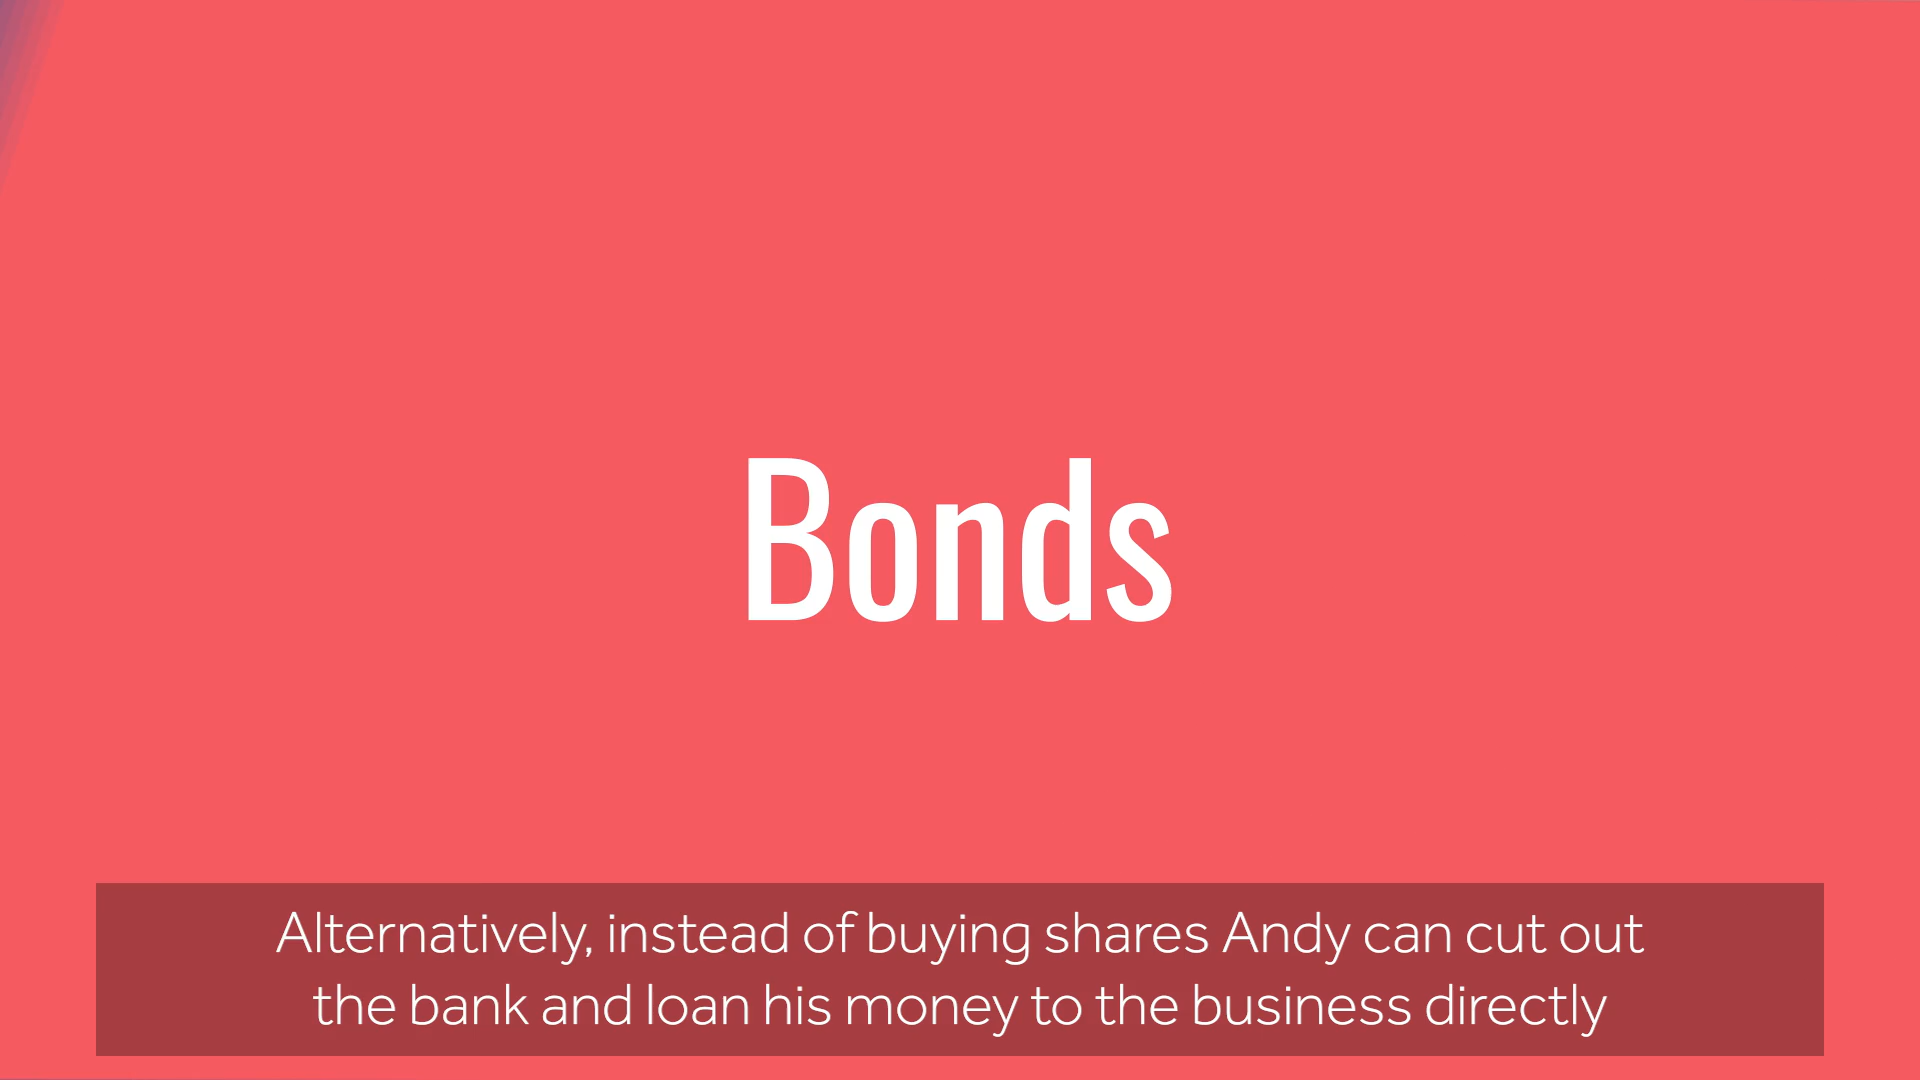 Bonds
Alternatively, instead of buying shares Andy can cut out
the bank and loan his money to the business directly